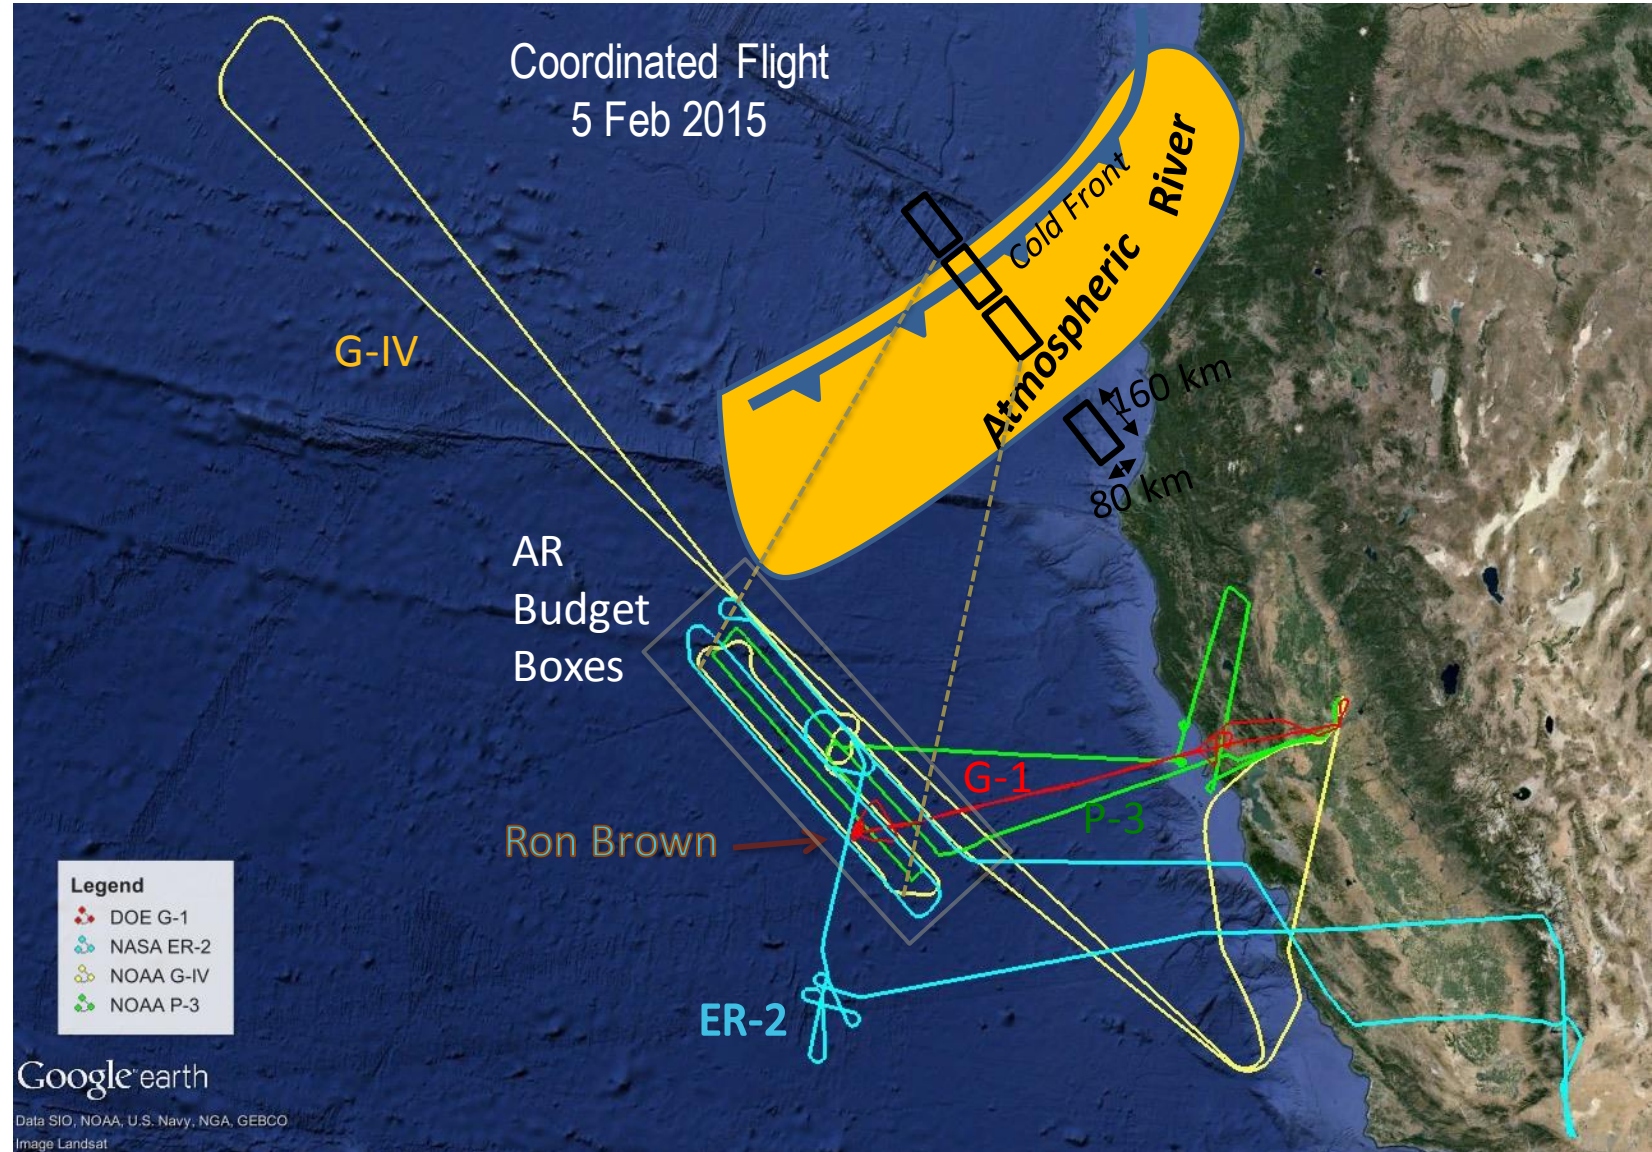 Coordinated Flight
5 Feb 2015
Atmospheric River
Cold Front
G-IV
160 km
80 km
AR
Budget
Boxes
G-1
P-3
Ron Brown
ER-2
Legend
DOE G-1
NASA ER-2
NOAA G-IV
NOAA P-3
Google earth
Data SIO, NOAA, U.S. Navy, NGA, GEBCO
Image Landsat